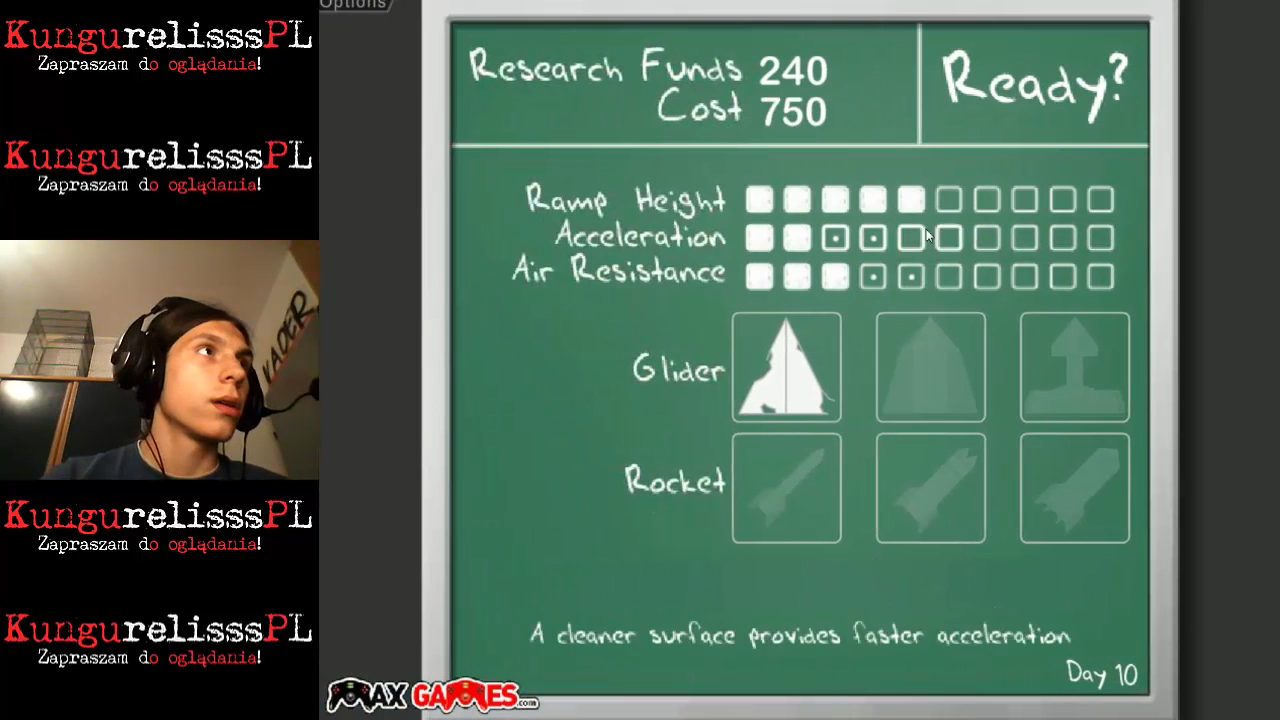 Options
KungurelisssPL
Zapraszam do oglądania!
KungurelisssPL
Zapraszam do oglądania!
KungurelisssPL
Zapraszam do oglądania!
KungurelisssPL
Zapraszam do oglądania!
Research Funds 240
Cost 750
Ready?
Ramp Height
Acceleration
Air Resistance
Glider
Rocket
A cleaner surface provides faster acceleration
Day 10
MAX GAMES.com